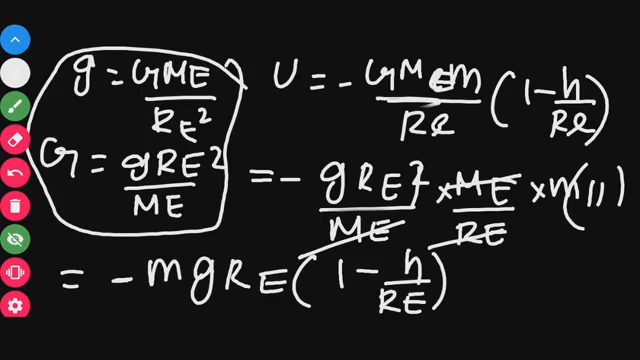 g = GME/RE²
G = gRE²/ME
U = - GMEm/Re (1 - h/Re)
= - gRE²/ME × ME/RE × m( 11 )
= - mgRE ( 1 - h/RE )